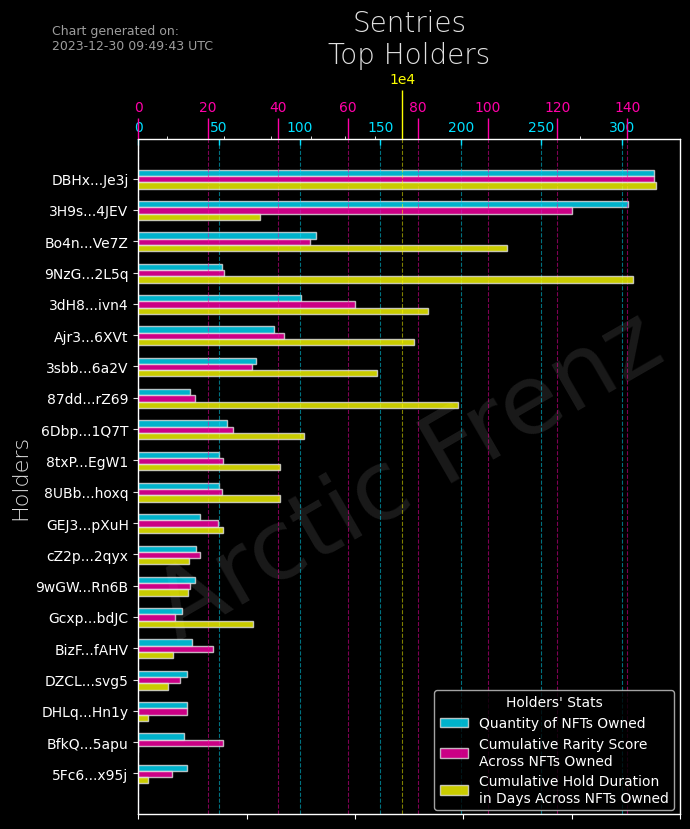 Chart generated on:
2023-12-30 09:49:43 UTC
Sentries
Top Holders
1e4
0 20 40 60 80 100 120 140
0 50 100 150 200 250 300
Holders
DBHx...Je3j
3H9s...4JEV
Bo4n...Ve7Z
9NzG...2L5q
3dH8...ivn4
Ajr3...6XVt
3sbb...6a2V
87dd...rZ69
6Dbp...1Q7T
8txP...EgW1
8UBb...hoxq
GEJ3...pXuH
cZ2p...2qyx
9wGW...Rn6B
Gcxp...bdJC
BizF...fAHV
DZCL...svg5
DHLq...Hn1y
BfkQ...5apu
5Fc6...x95j
Arctic Frenz
Holders' Stats
Quantity of NFTs Owned
Cumulative Rarity Score
Across NFTs Owned
Cumulative Hold Duration
in Days Across NFTs Owned